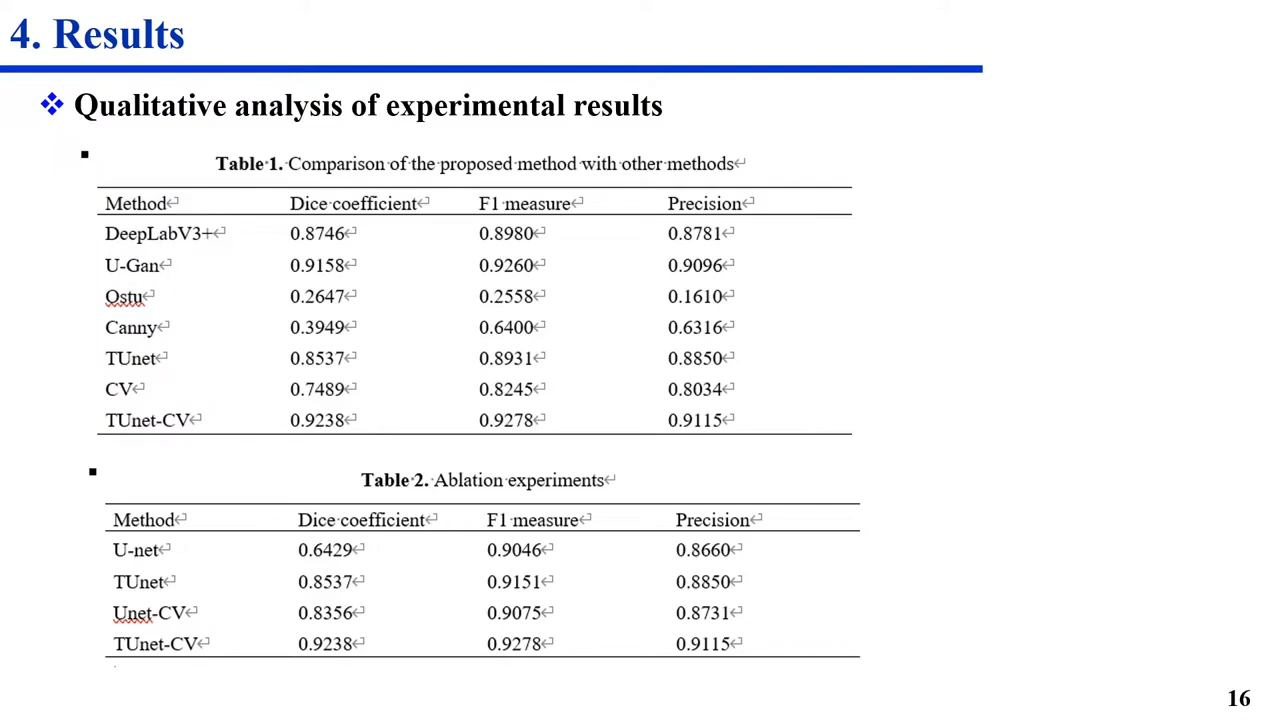 4. Results
Qualitative analysis of experimental results
Table 1. Comparison of the proposed method with other methods
Method Dice coefficient F1 measure Precision
DeepLabV3+ 0.8746 0.8980 0.8781
U-Gan 0.9158 0.9260 0.9096
Ostu 0.2647 0.2558 0.1610
Canny 0.3949 0.6400 0.6316
TUnet 0.8537 0.8931 0.8850
CV 0.7489 0.8245 0.8034
TUnet-CV 0.9238 0.9278 0.9115
Table 2. Ablation experiments
Method Dice coefficient F1 measure Precision
U-net 0.6429 0.9046 0.8660
TUnet 0.8537 0.9151 0.8850
Unet-CV 0.8356 0.9075 0.8731
TUnet-CV 0.9238 0.9278 0.9115
16